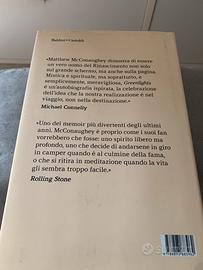 Baldini+Castoldi
«Matthew McConaughey dimostra di essere
un vero uomo del Rinascimento non solo
sul grande schermo, ma anche sulla pagina.
Mistica e spirituale, ma soprattutto, e
semplicemente, meravigliosa, Greenlights
è un'autobiografia ispirata, la celebrazione
dell'idea che la nostra realizzazione è nel
viaggio, non nella destinazione.»
Michael Connelly
«Uno dei memoir più divertenti degli ultimi
anni. McConaughey è proprio come i suoi fan
vorrebbero che fosse: uno spirito libero ma
profondo, uno che decide di andarsene in
giro in camper quando è al culmine della fama,
o che si ritira in meditazione quando la vita
gli sembra troppo facile.»
Rolling Stone
subito